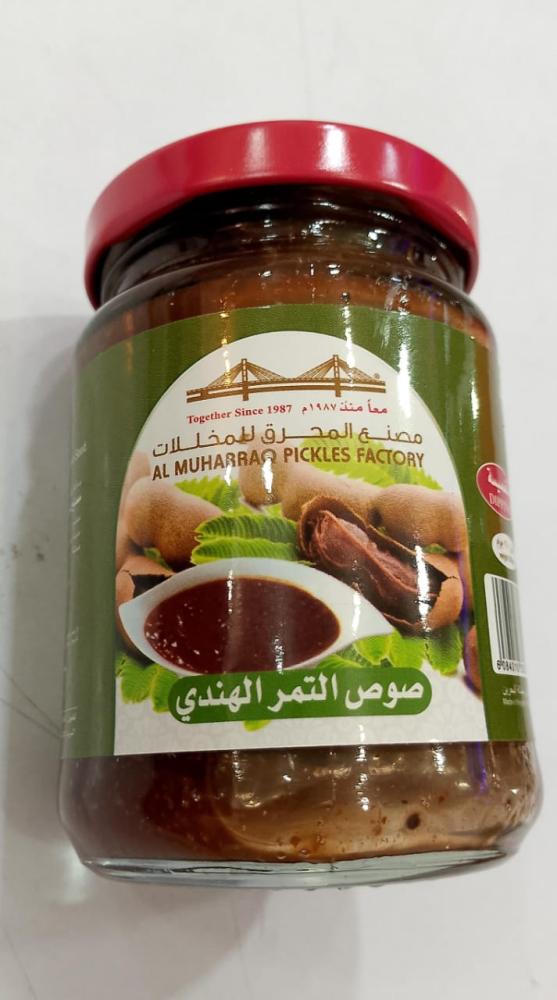 Together Since 1987 معاً منذ ١٩٨٧م
مصنع المحرق للمخللات
AL MUHARRAQ PICKLES FACTORY
صوص التمر الهندي